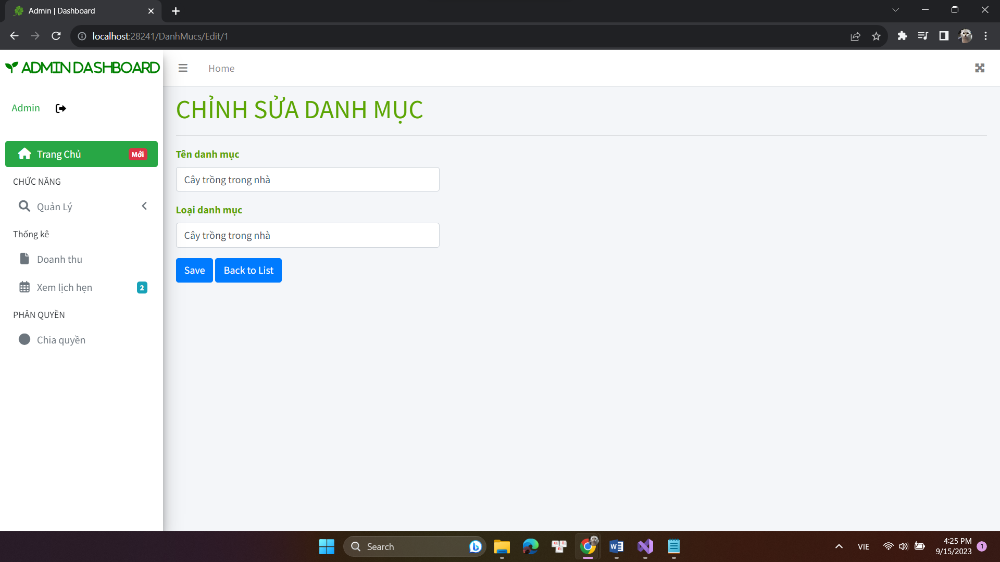 Admin | Dashboard
localhost:28241/DanhMucs/Edit/1
ADMIN DASHBOARD
Home
Admin
Trang Chủ Mới
CHỨC NĂNG
Quản Lý
Thống kê
Doanh thu
Xem lịch hẹn 2
PHÂN QUYỀN
Chia quyền
CHỈNH SỬA DANH MỤC
Tên danh mục
Cây trồng trong nhà
Loại danh mục
Cây trồng trong nhà
Save Back to List
Search
VIE
4:25 PM
9/15/2023
1